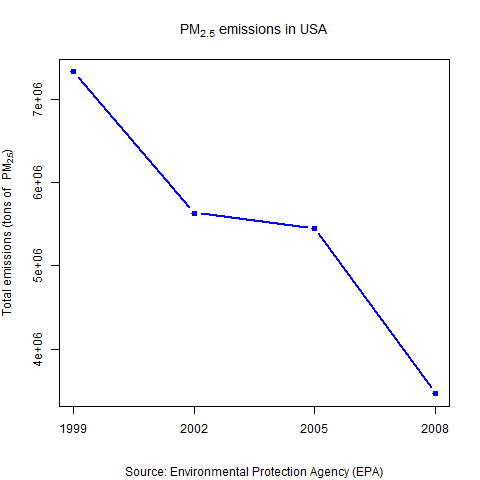 PM2.5 emissions in USA
Total emissions (tons of PM2.5)
7e+06
6e+06
5e+06
4e+06
1999 2002 2005 2008
Source: Environmental Protection Agency (EPA)